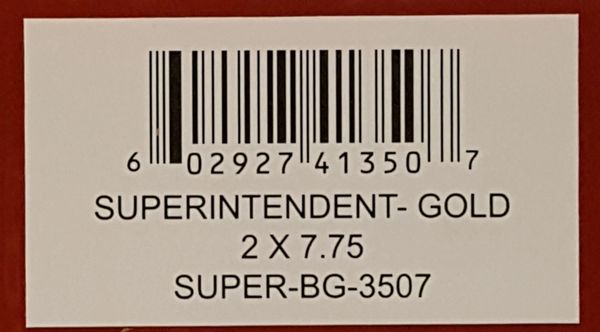 6 02927 41350 7
SUPERINTENDENT- GOLD
2 X 7.75
SUPER-BG-3507